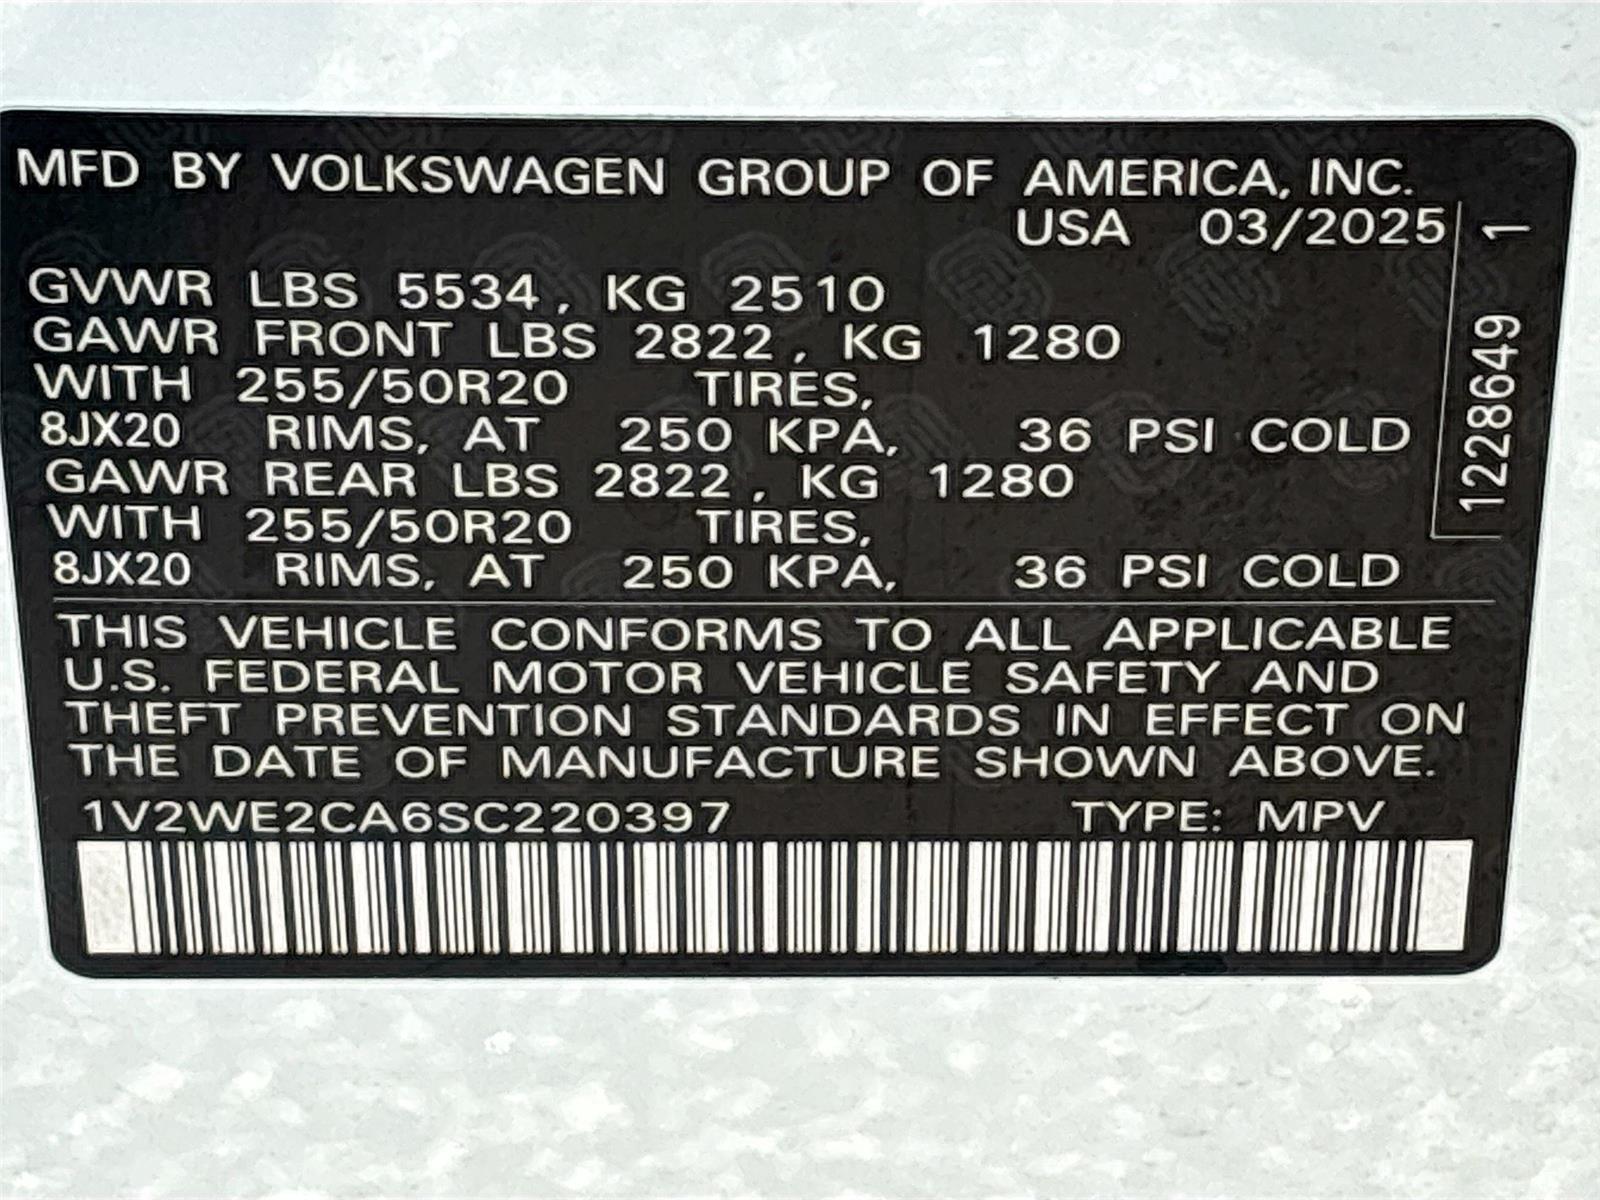 MFD BY VOLKSWAGEN GROUP OF AMERICA, INC.
USA 03/2025
GVWR LBS 5534, KG 2510
GAWR FRONT LBS 2822, KG 1280
WITH 255/50R20 TIRES,
8JX20 RIMS, AT 250 KPA, 36 PSI COLD
GAWR REAR LBS 2822, KG 1280
WITH 255/50R20 TIRES,
8JX20 RIMS, AT 250 KPA, 36 PSI COLD
1228649 1
THIS VEHICLE CONFORMS TO ALL APPLICABLE
U.S. FEDERAL MOTOR VEHICLE SAFETY AND
THEFT PREVENTION STANDARDS IN EFFECT ON
THE DATE OF MANUFACTURE SHOWN ABOVE.
1V2WE2CA6SC220397 TYPE: MPV